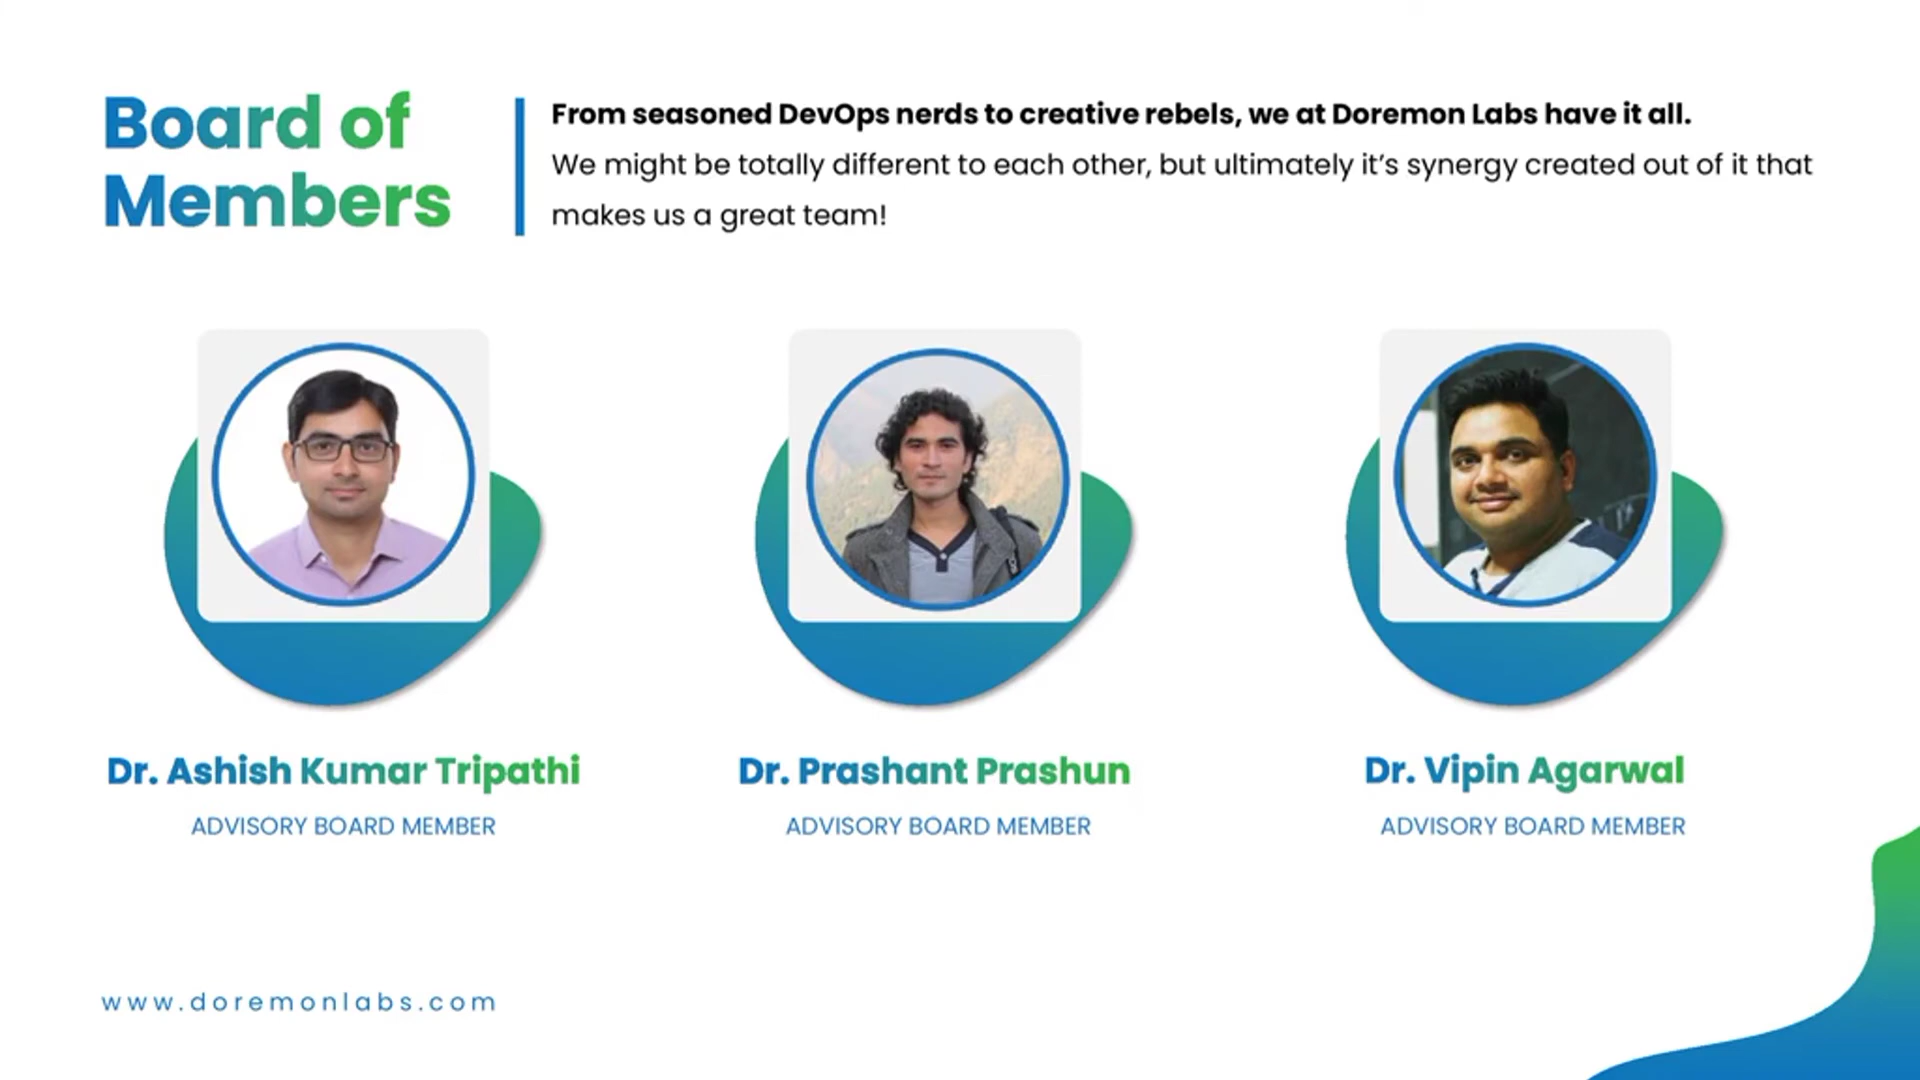 Board of
Members
From seasoned DevOps nerds to creative rebels, we at Doremon Labs have it all.
We might be totally different to each other, but ultimately it’s synergy created out of it that
makes us a great team!
Dr. Ashish Kumar Tripathi
ADVISORY BOARD MEMBER
Dr. Prashant Prashun
ADVISORY BOARD MEMBER
Dr. Vipin Agarwal
ADVISORY BOARD MEMBER
www.doremonlabs.com